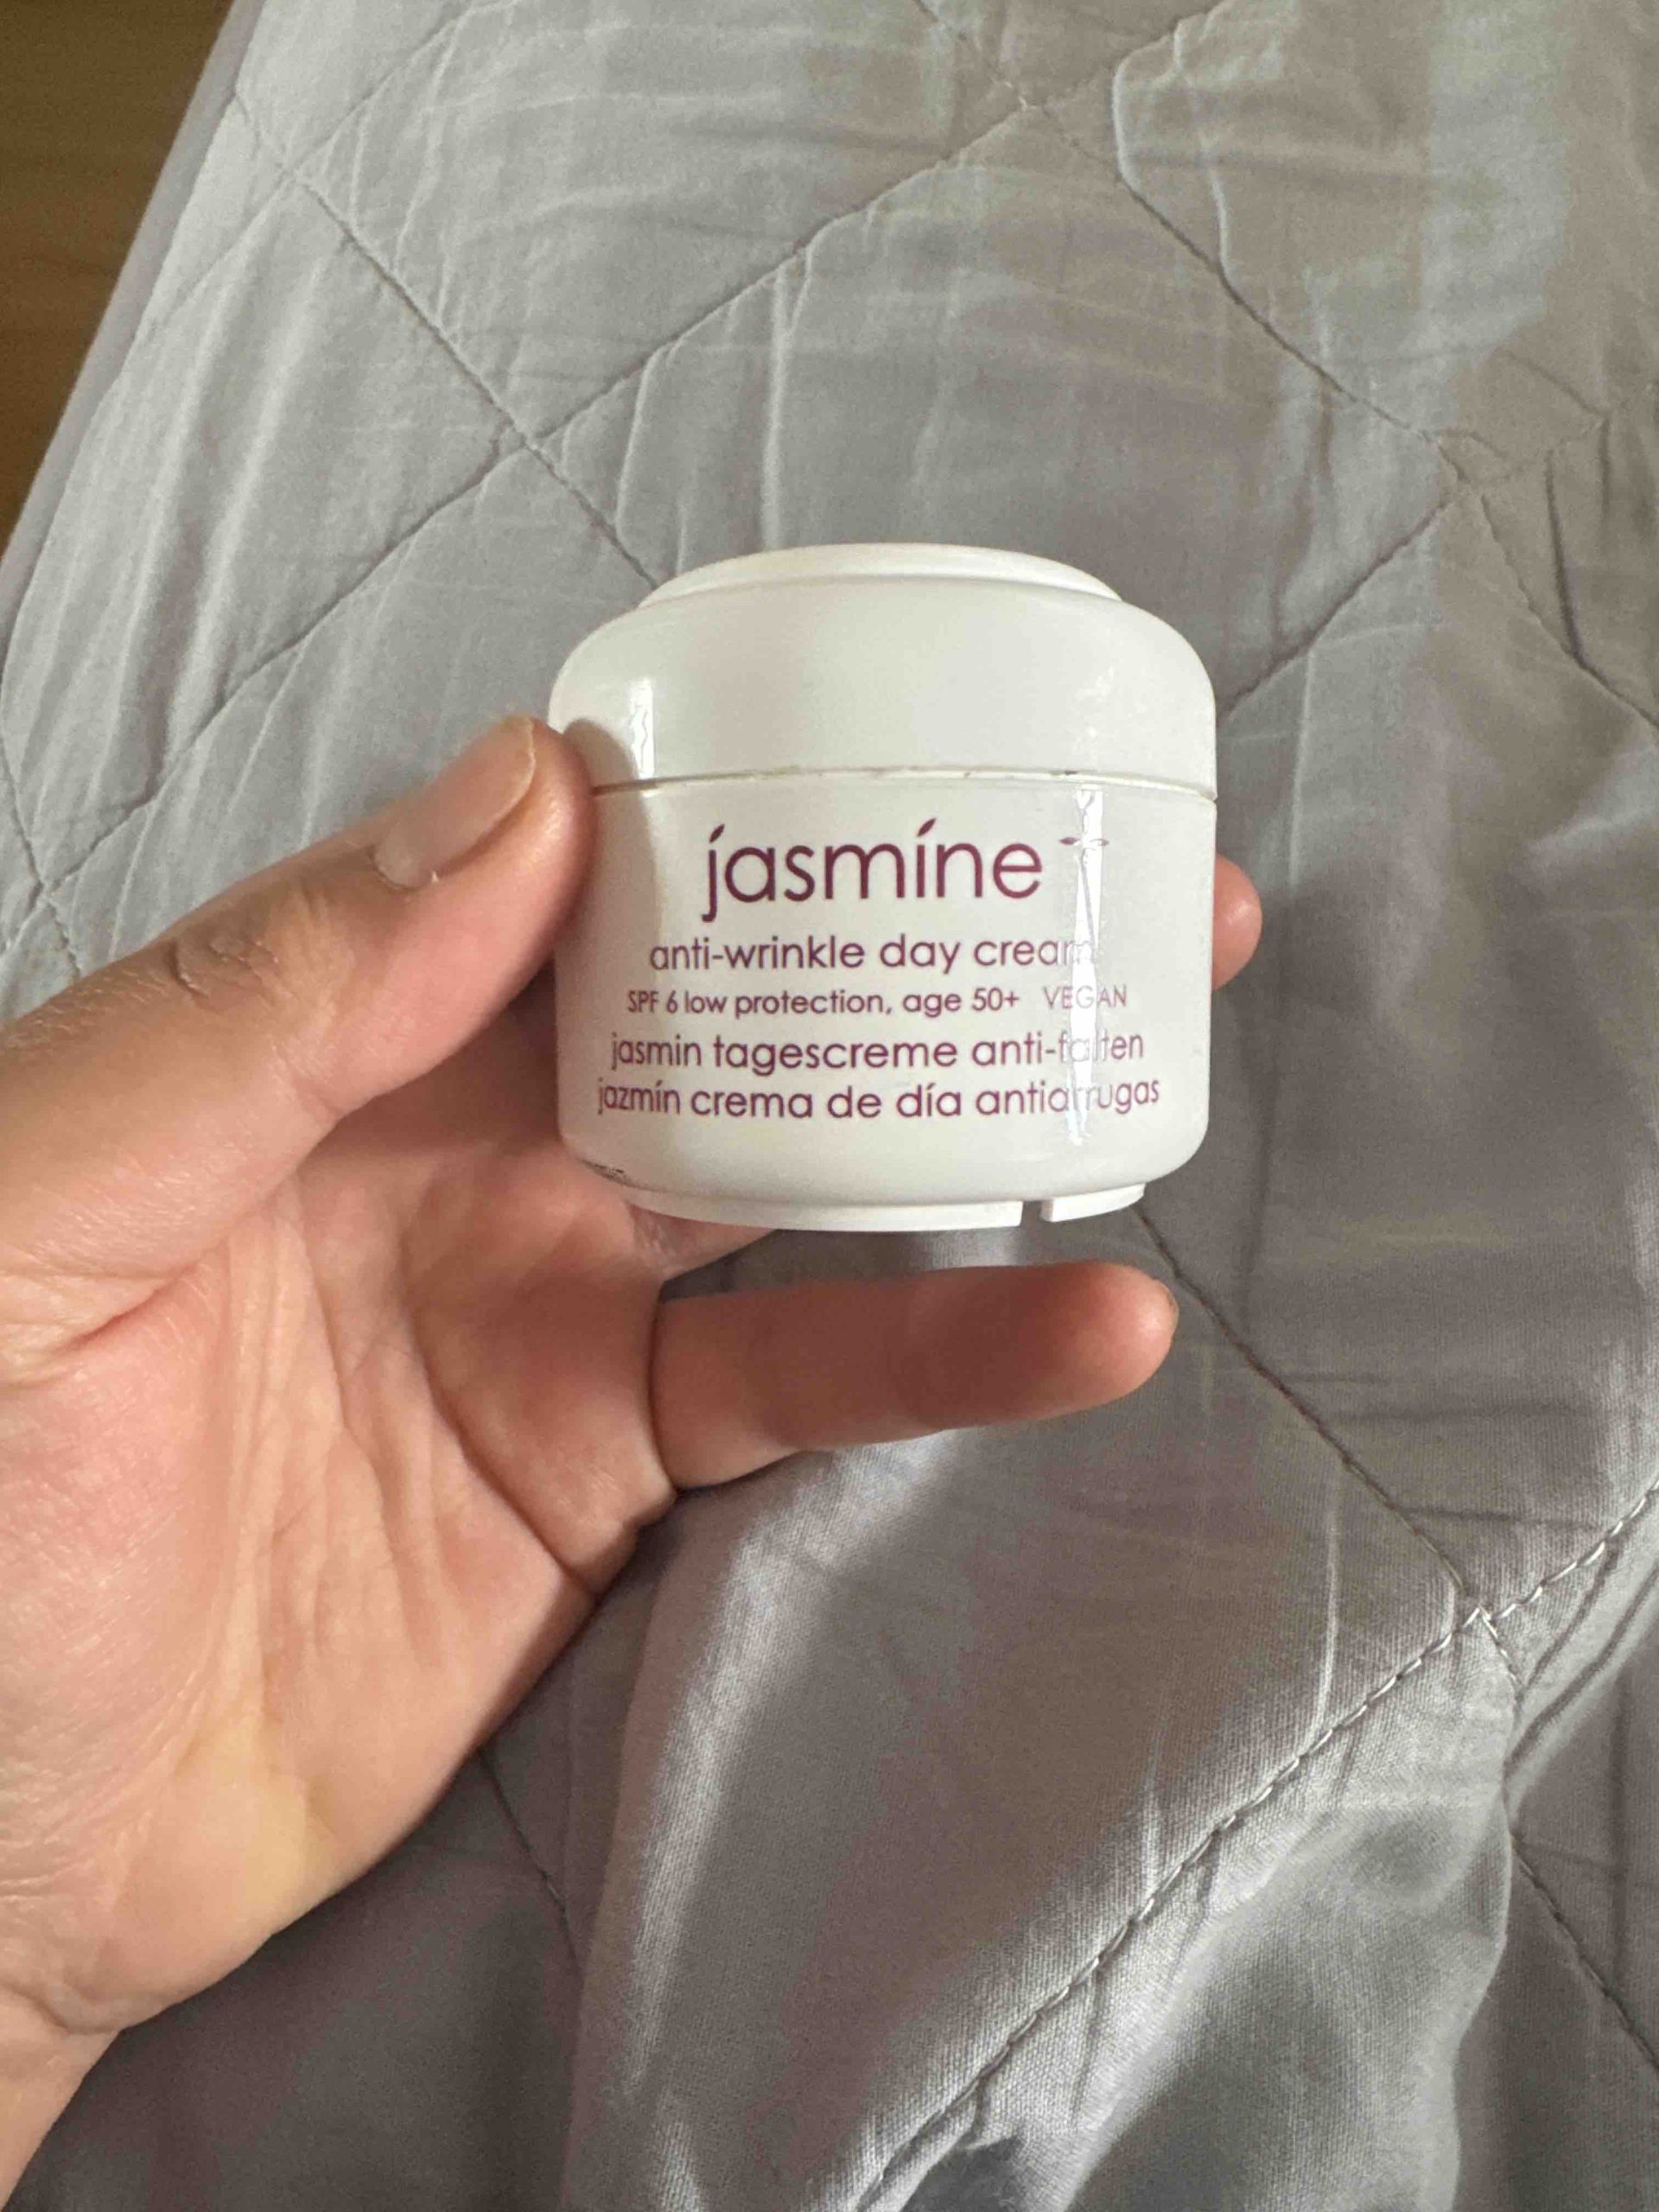 jasmine
anti-wrinkle day cream
SPF 6 low protection, age 50+ VEGAN
jasmin tagescreme anti-falten
jazmín crema de día antiarrugas